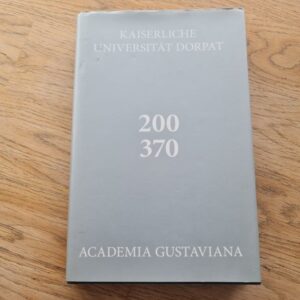 KAISERLICHE
UNIVERSITÄT DORPAT
200
370
ACADEMIA GUSTAVIANA